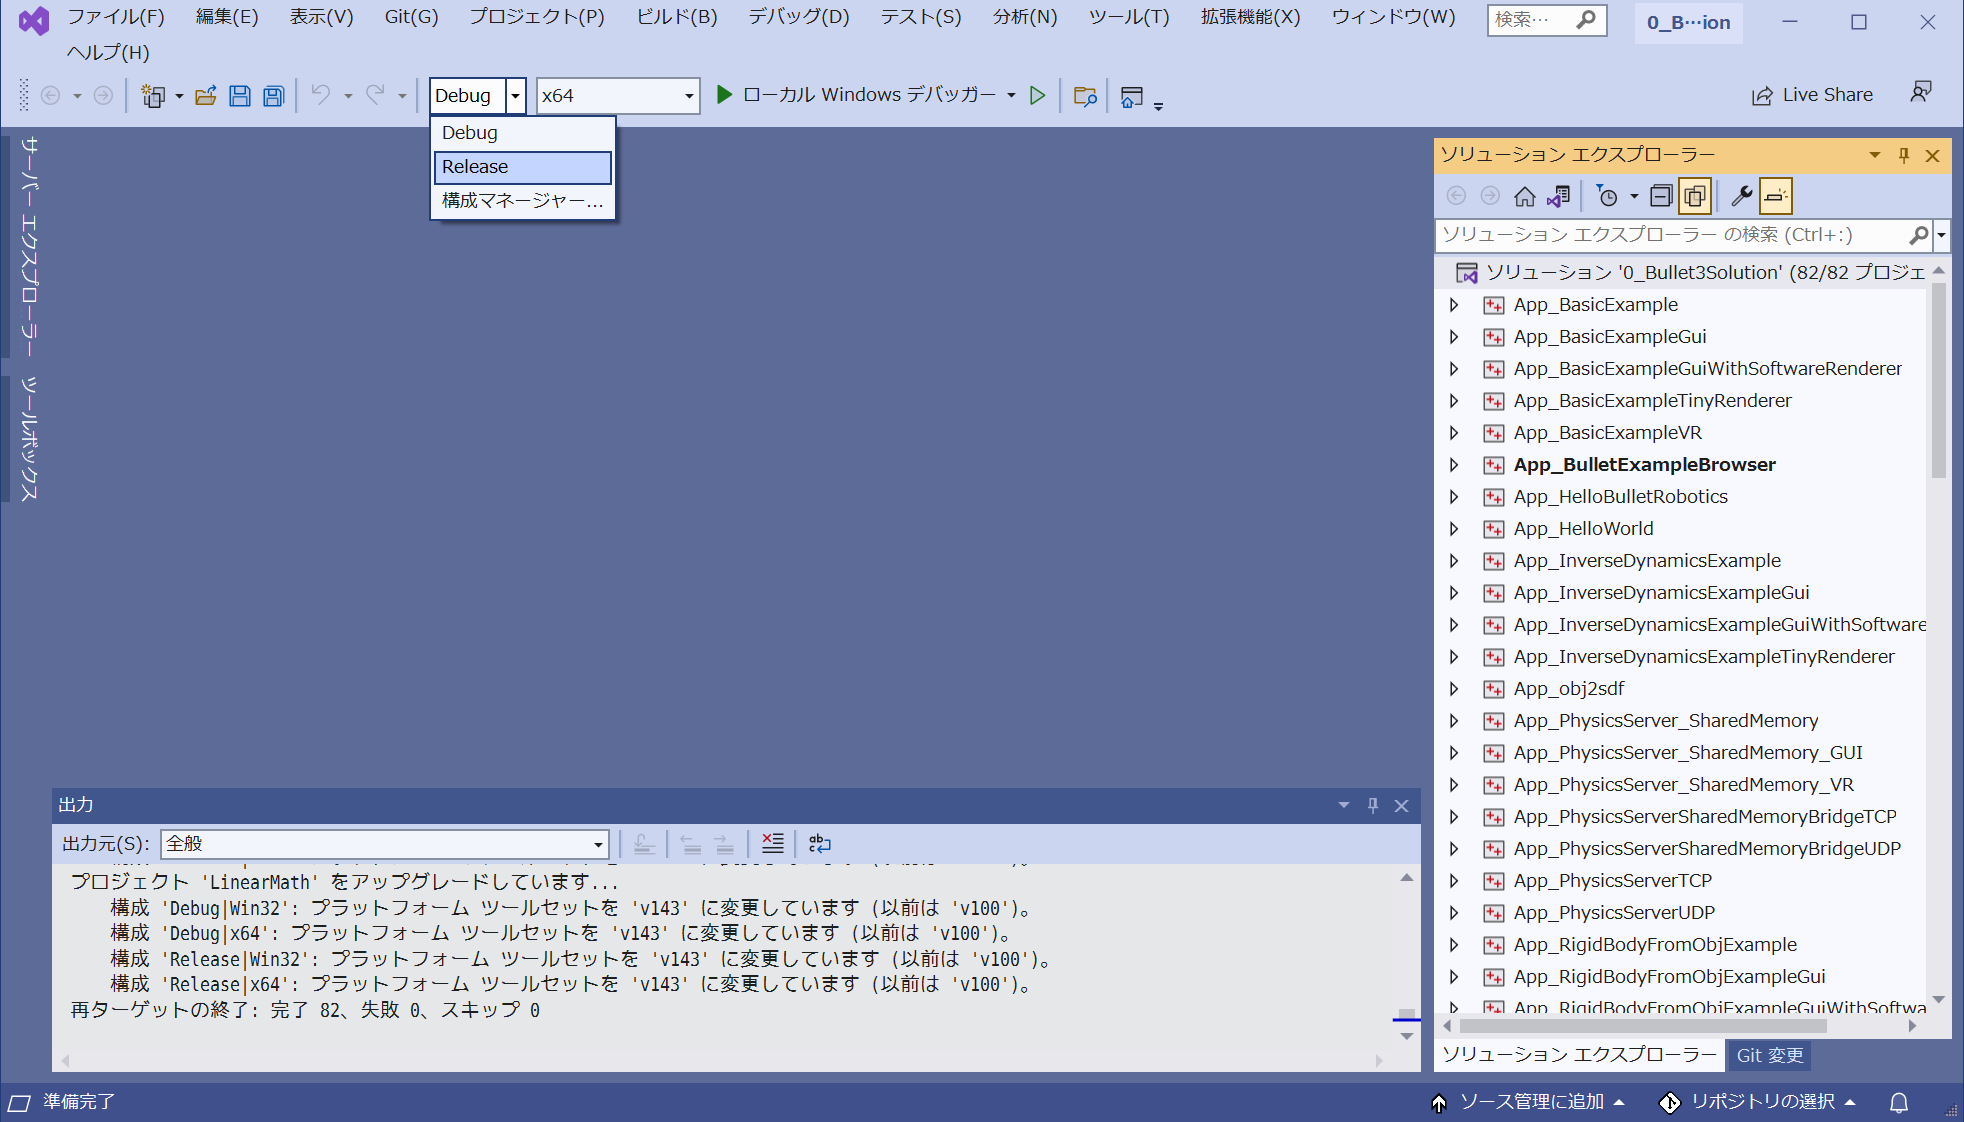 ファイル(F) 編集(E) 表示(V) Git(G) プロジェクト(P) ビルド(B) デバッグ(D) テスト(S) 分析(N) ツール(T) 拡張機能(X) ウィンドウ(W) 検索… 0_B…ion
ヘルプ(H)
Debug x64 ローカル Windows デバッガー Live Share
Debug
Release
構成マネージャー...
サーバー エクスプローラー
ツールボックス
ソリューション エクスプローラー
ソリューション エクスプローラー の検索 (Ctrl+:)
ソリューション '0_Bullet3Solution' (82/82 プロジェ
App_BasicExample
App_BasicExampleGui
App_BasicExampleGuiWithSoftwareRenderer
App_BasicExampleTinyRenderer
App_BasicExampleVR
App_BulletExampleBrowser
App_HelloBulletRobotics
App_HelloWorld
App_InverseDynamicsExample
App_InverseDynamicsExampleGui
App_InverseDynamicsExampleGuiWithSoftware
App_InverseDynamicsExampleTinyRenderer
App_obj2sdf
App_PhysicsServer_SharedMemory
App_PhysicsServer_SharedMemory_GUI
App_PhysicsServer_SharedMemory_VR
App_PhysicsServerSharedMemoryBridgeTCP
App_PhysicsServerSharedMemoryBridgeUDP
App_PhysicsServerTCP
App_PhysicsServerUDP
App_RigidBodyFromObjExample
App_RigidBodyFromObjExampleGui
App_RigidBodyFromObjExampleGuiWithSoftwa
ソリューション エクスプローラー Git 変更
出力
出力元(S): 全般
プロジェクト 'LinearMath' をアップグレードしています...
構成 'Debug|Win32': プラットフォーム ツールセットを 'v143' に変更しています (以前は 'v100')。
構成 'Debug|x64': プラットフォーム ツールセットを 'v143' に変更しています (以前は 'v100')。
構成 'Release|Win32': プラットフォーム ツールセットを 'v143' に変更しています (以前は 'v100')。
構成 'Release|x64': プラットフォーム ツールセットを 'v143' に変更しています (以前は 'v100')。
再ターゲットの終了: 完了 82、失敗 0、スキップ 0
準備完了 ソース管理に追加 リポジトリの選択